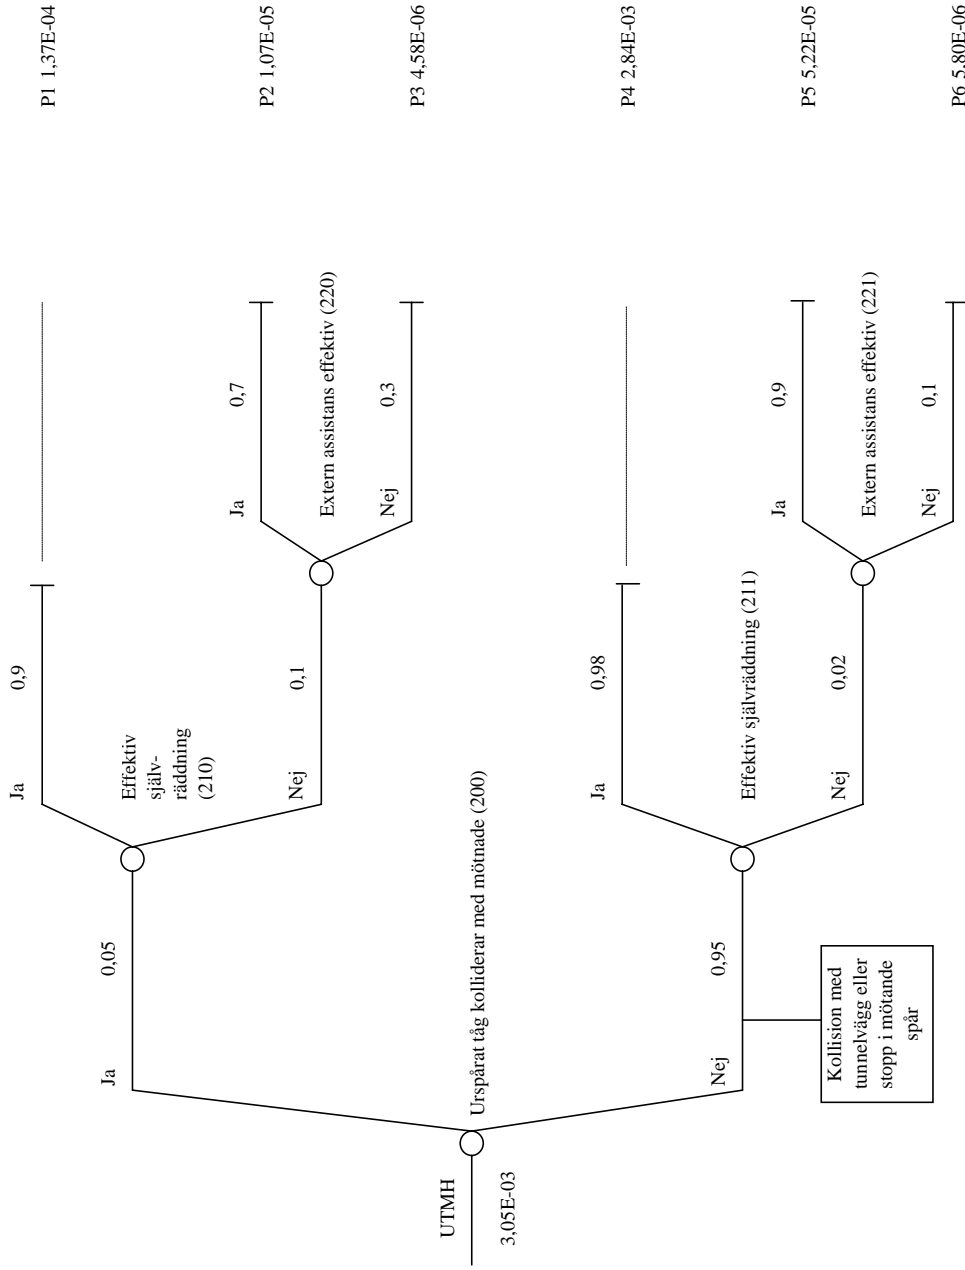 UTMH
3,05E-03
Urspårat tåg kolliderar med mötnade (200)
Ja
0,05
Effektiv
själv-
räddning
(210)
Ja
0,9
P1 1,37E-04
Nej
0,1
Ja
0,7
P2 1,07E-05
Extern assistans effektiv (220)
Nej
0,3
P3 4,58E-06
Nej
0,95
Kollision med
tunnelvägg eller
stopp i mötande
spår
Ja
0,98
P4 2,84E-03
Effektiv självräddning (211)
Nej
0,02
Ja
0,9
P5 5,22E-05
Extern assistans effektiv (221)
Nej
0,1
P6 5,80E-06